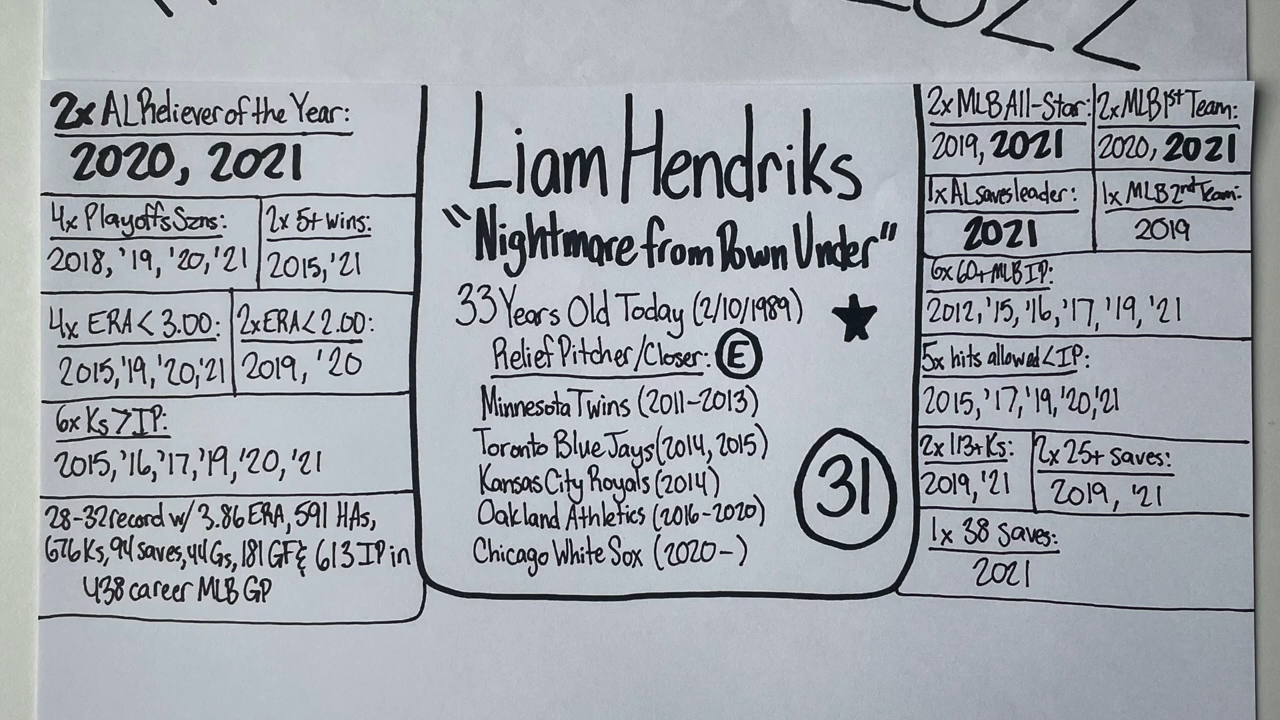 2022
2x AL Reliever of the Year:
2020, 2021
4x Playoffs Szns:
2018, '19, '20, '21
2x 5+ wins:
2015, '21
4x ERA < 3.00:
2015, '19, '20, '21
2x ERA < 2.00:
2019, '20
6x Ks > IP:
2015, '16, '17, '19, '20, '21
28-32 record w/ 3.86 ERA, 591 HAs,
676 Ks, 94 saves, 44 Gs, 181 GF & 613 IP in
438 career MLB GP
Liam Hendriks
"Nightmare from Down Under"
33 Years Old Today (2/10/1989)
Relief Pitcher/Closer: E
Minnesota Twins (2011-2013)
Toronto Blue Jays (2014, 2015)
Kansas City Royals (2014)
Oakland Athletics (2016-2020)
Chicago White Sox (2020-)
31
2x MLB All-Star:
2019, 2021
2x MLB 1st Team:
2020, 2021
1x AL saves leader:
2021
1x MLB 2nd Team:
2019
6x 60+ MLB IP:
2012, '15, '16, '17, '19, '21
5x hits allowed < IP:
2015, '17, '19, '20, '21
2x 113+ Ks:
2019, '21
2x 25+ saves:
2019, '21
1x 38 saves:
2021